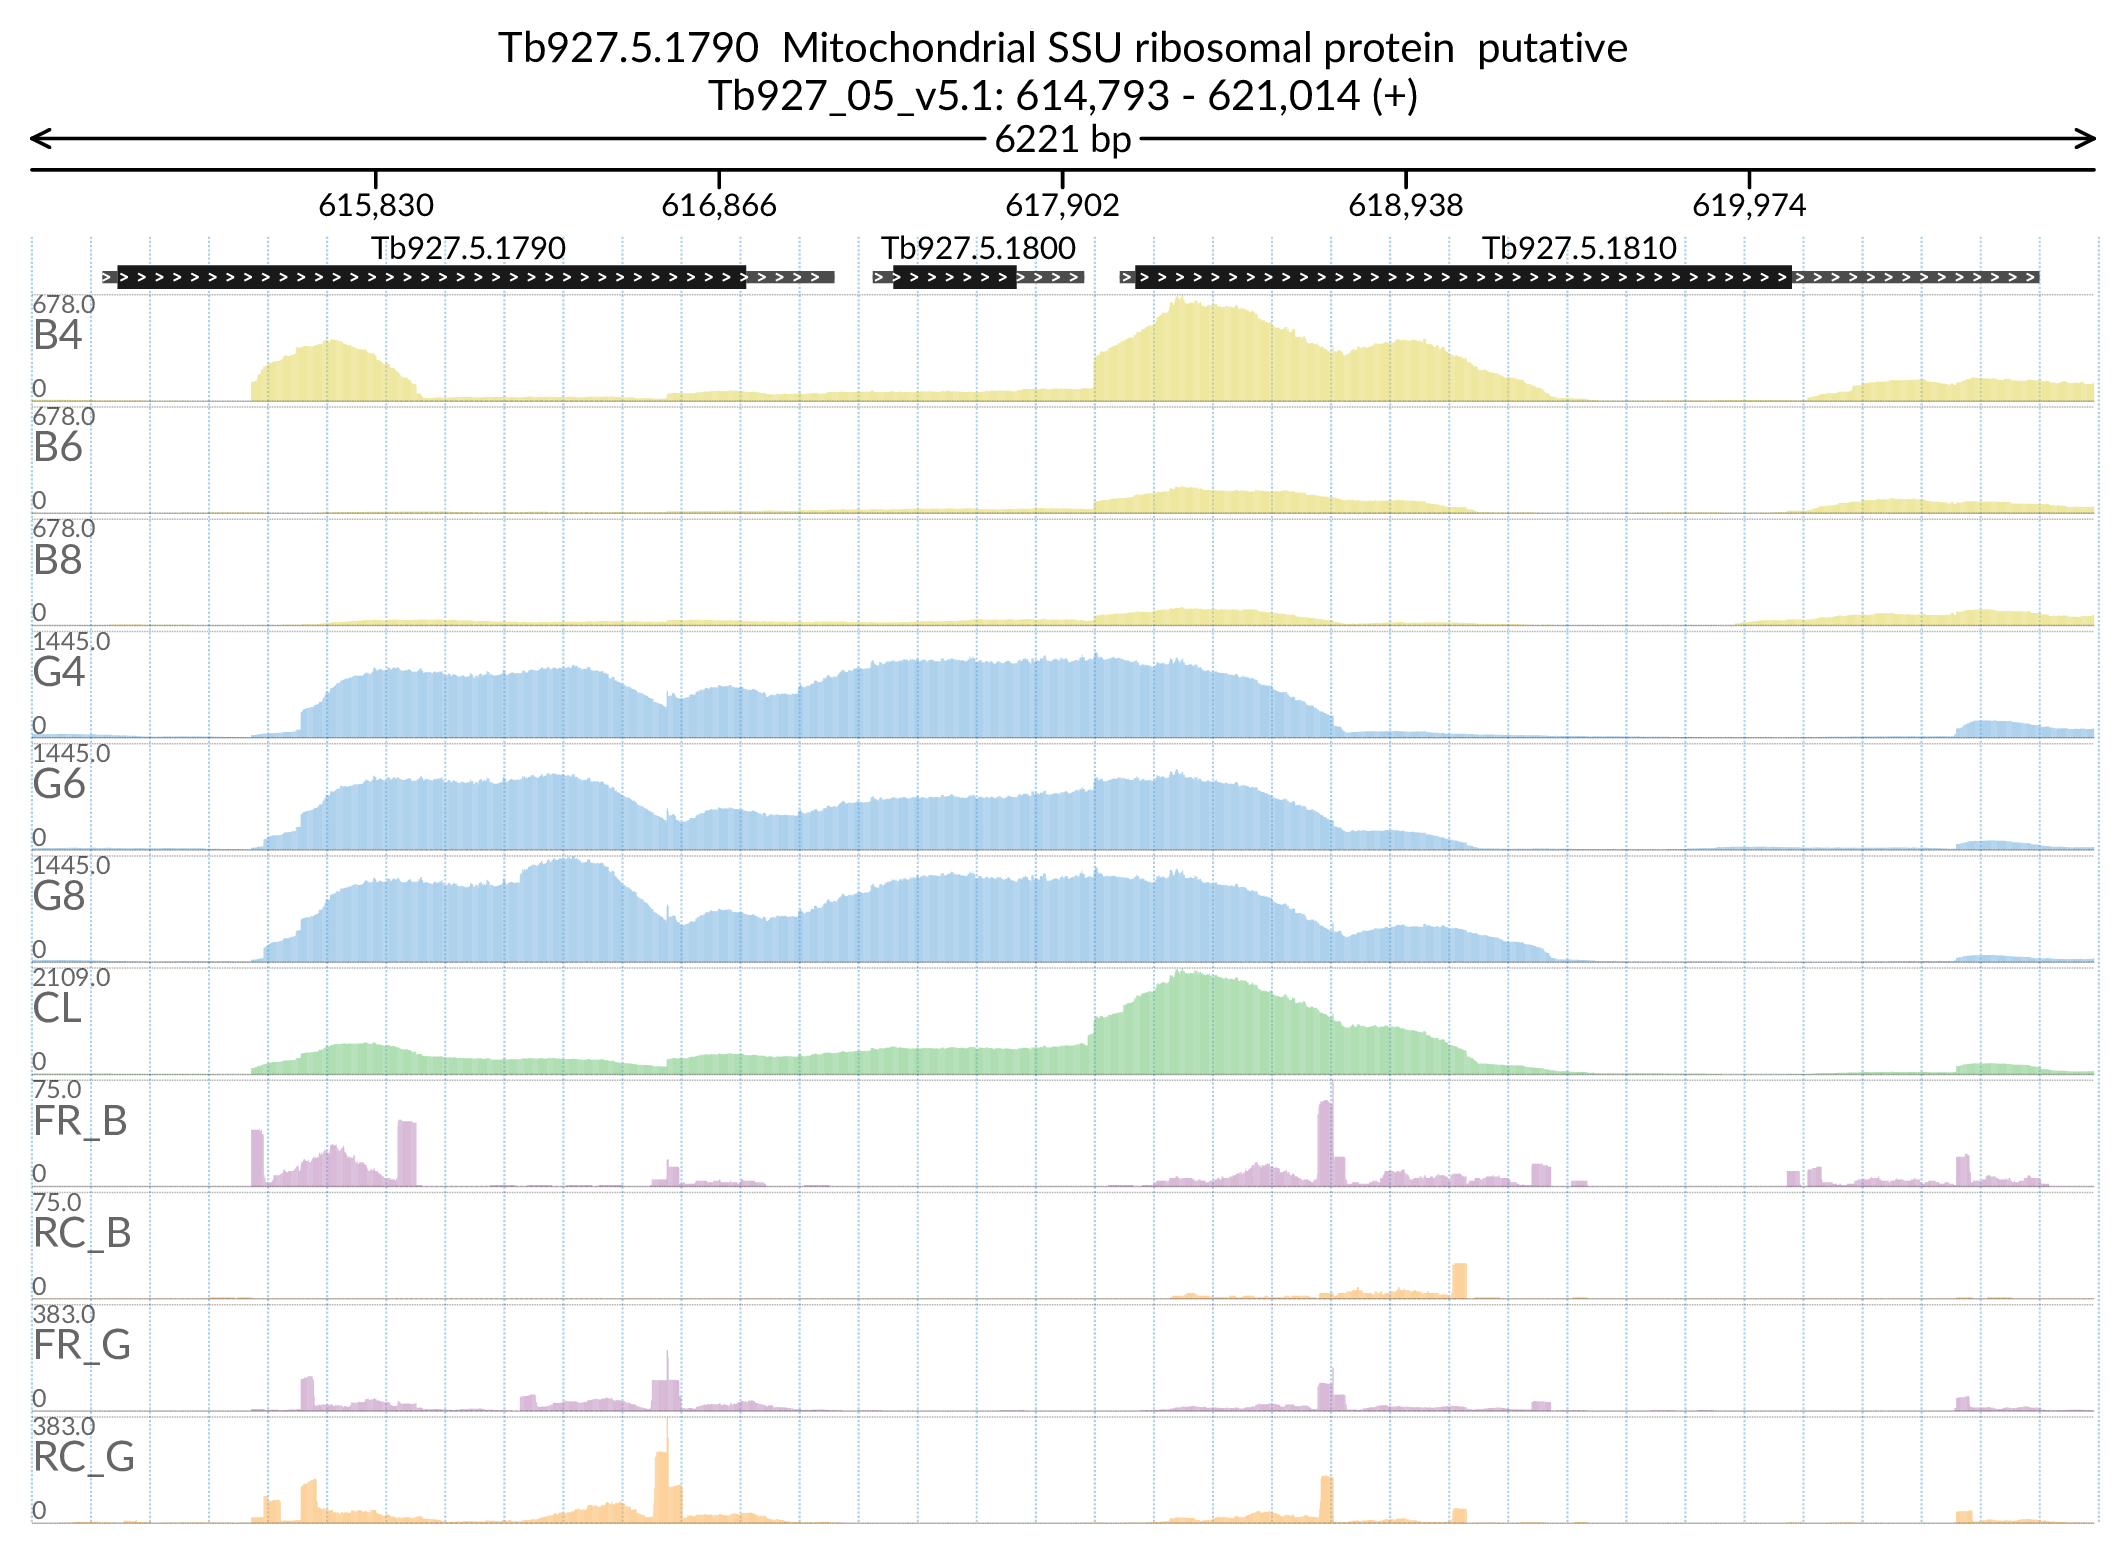 Tb927.5.1790  Mitochondrial SSU ribosomal protein  putative
Tb927_05_v5.1: 614,793 - 621,014 (+)
6221 bp
615,830 616,866 617,902 618,938 619,974
Tb927.5.1790 Tb927.5.1800 Tb927.5.1810
678.0
B4
0
678.0
B6
0
678.0
B8
0
1445.0
G4
0
1445.0
G6
0
1445.0
G8
0
2109.0
CL
0
75.0
FR_B
0
75.0
RC_B
0
383.0
FR_G
0
383.0
RC_G
0